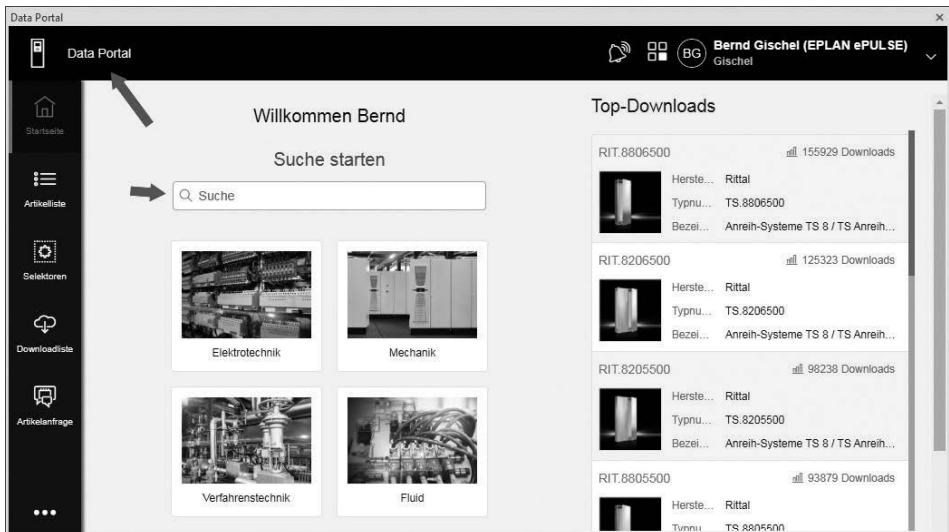 Data Portal
Data Portal
BG
Bernd Gischel (EPLAN ePULSE)
Gischel
Startseite
Artikelliste
Selektoren
Downloadliste
Artikelanfrage
Willkommen Bernd
Suche starten
Suche
Elektrotechnik
Mechanik
Verfahrenstechnik
Fluid
Top-Downloads
RIT.8806500 155929 Downloads
Herste... Rittal
Typnu... TS.8806500
Bezei... Anreih-Systeme TS 8 / TS Anreih...
RIT.8206500 125323 Downloads
Herste... Rittal
Typnu... TS.8206500
Bezei... Anreih-Systeme TS 8 / TS Anreih...
RIT.8205500 98238 Downloads
Herste... Rittal
Typnu... TS.8205500
Bezei... Anreih-Systeme TS 8 / TS Anreih...
RIT.8805500 93879 Downloads
Herste... Rittal
Typnu... TS.8805500